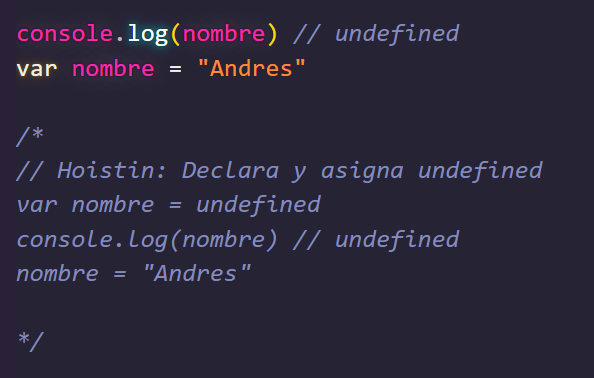 console.log(nombre) // undefined
var nombre = "Andres"
/*
// Hoistin: Declara y asigna undefined
var nombre = undefined
console.log(nombre) // undefined
nombre = "Andres"
*/